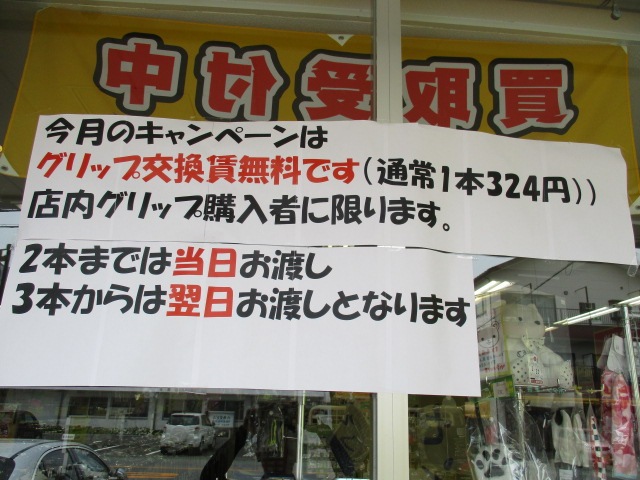 買取受付中
今月のキャンペーンは
グリップ交換賃無料です(通常1本324円))
店内グリップ購入者に限ります。
2本までは当日お渡し
3本からは翌日お渡しとなります